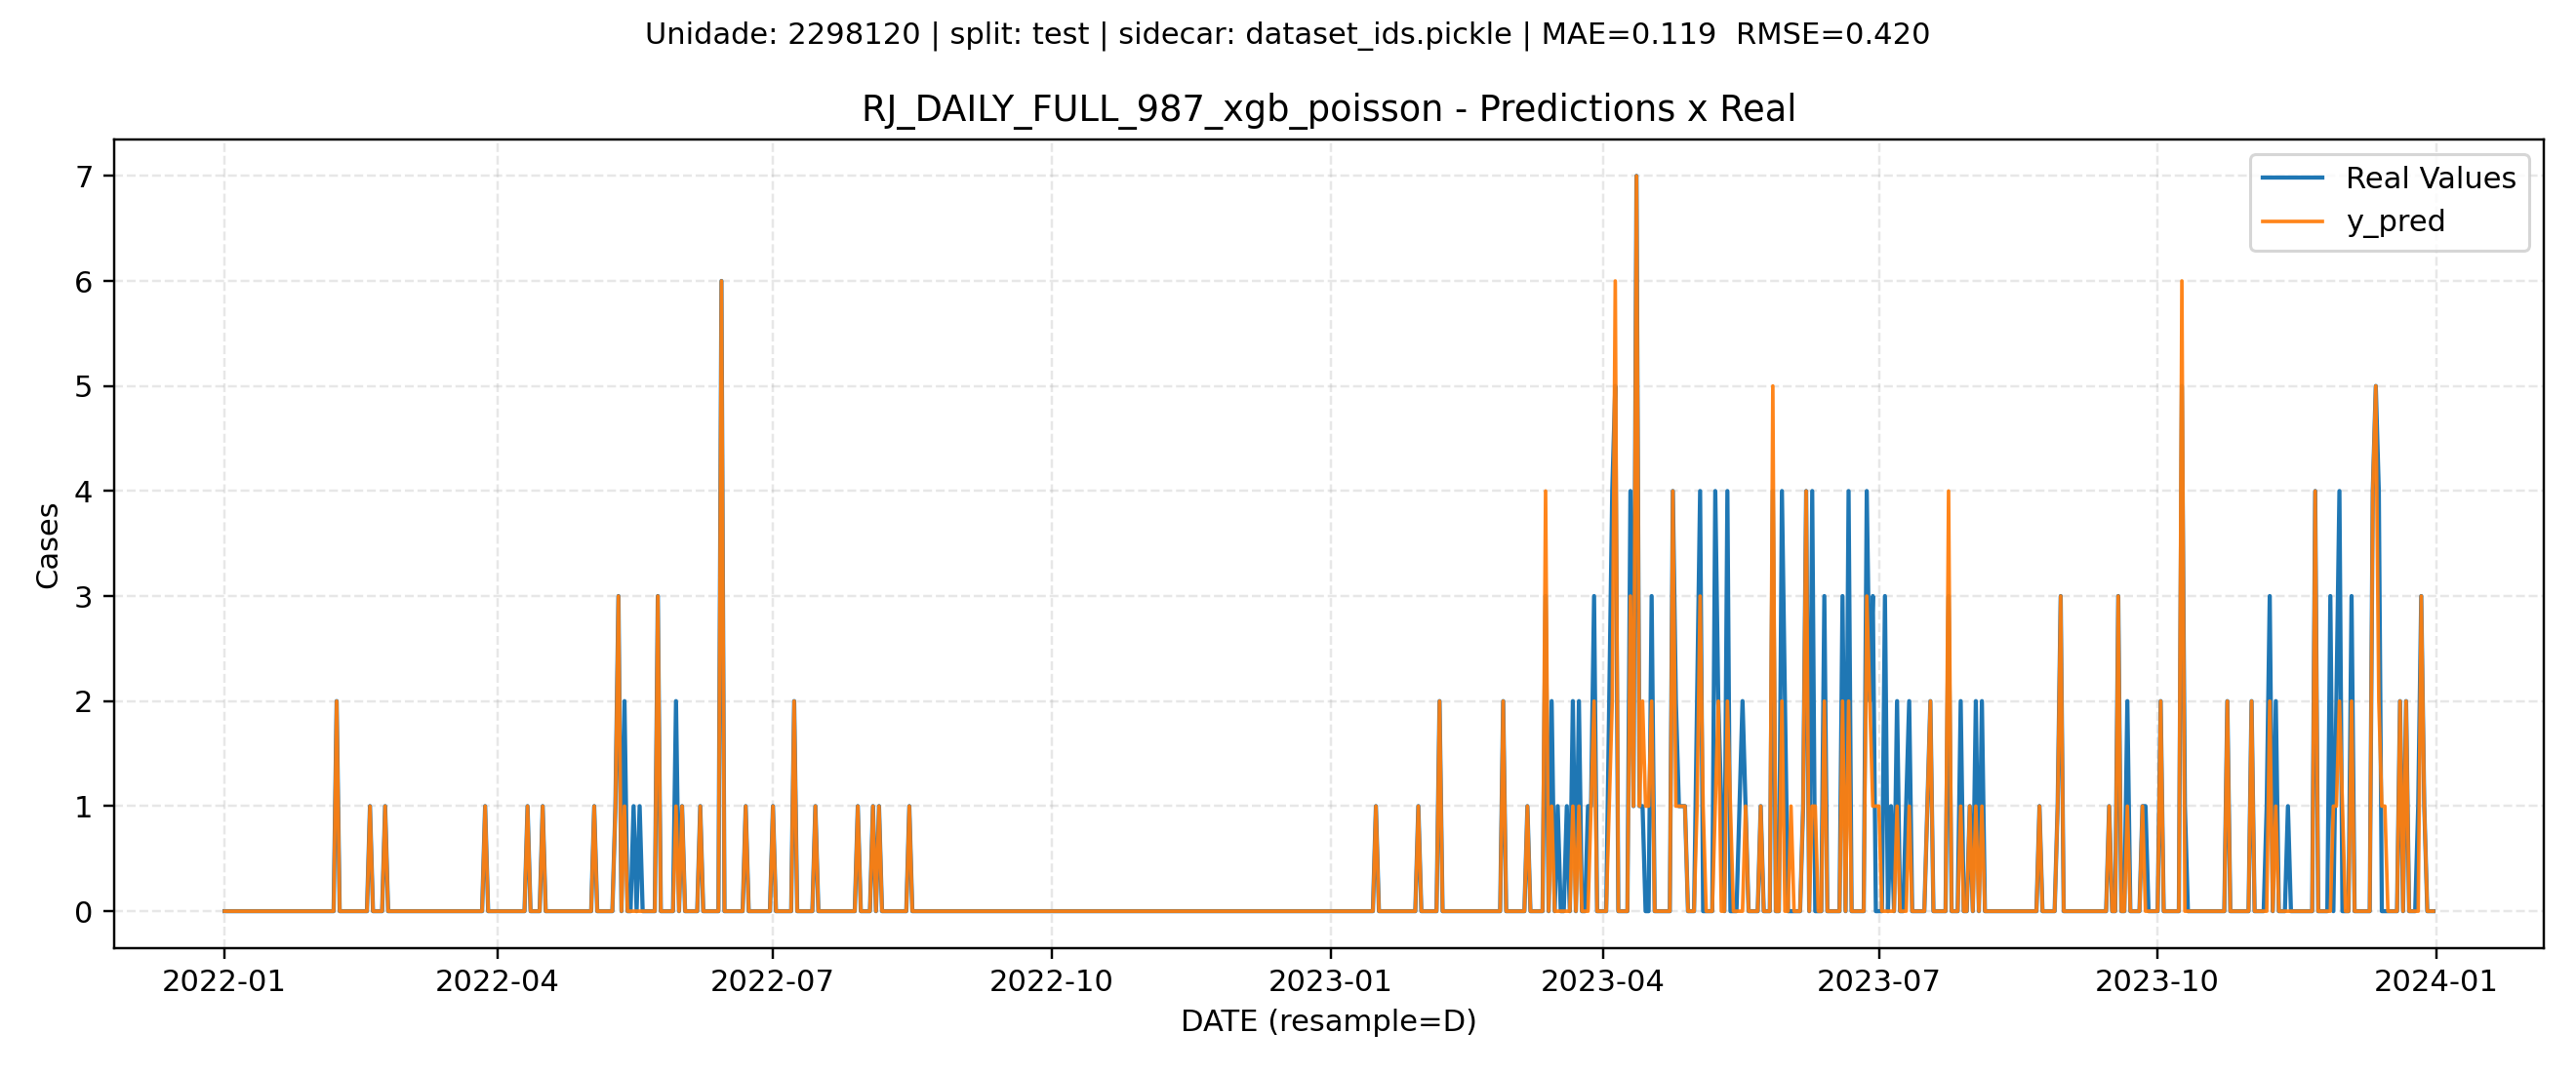 Unidade: 2298120 | split: test | sidecar: dataset_ids.pickle | MAE=0.119  RMSE=0.420
RJ_DAILY_FULL_987_xgb_poisson - Predictions x Real
Real Values
y_pred
7
6
5
4
3
2
1
0
Cases
2022-01 2022-04 2022-07 2022-10 2023-01 2023-04 2023-07 2023-10 2024-01
DATE (resample=D)